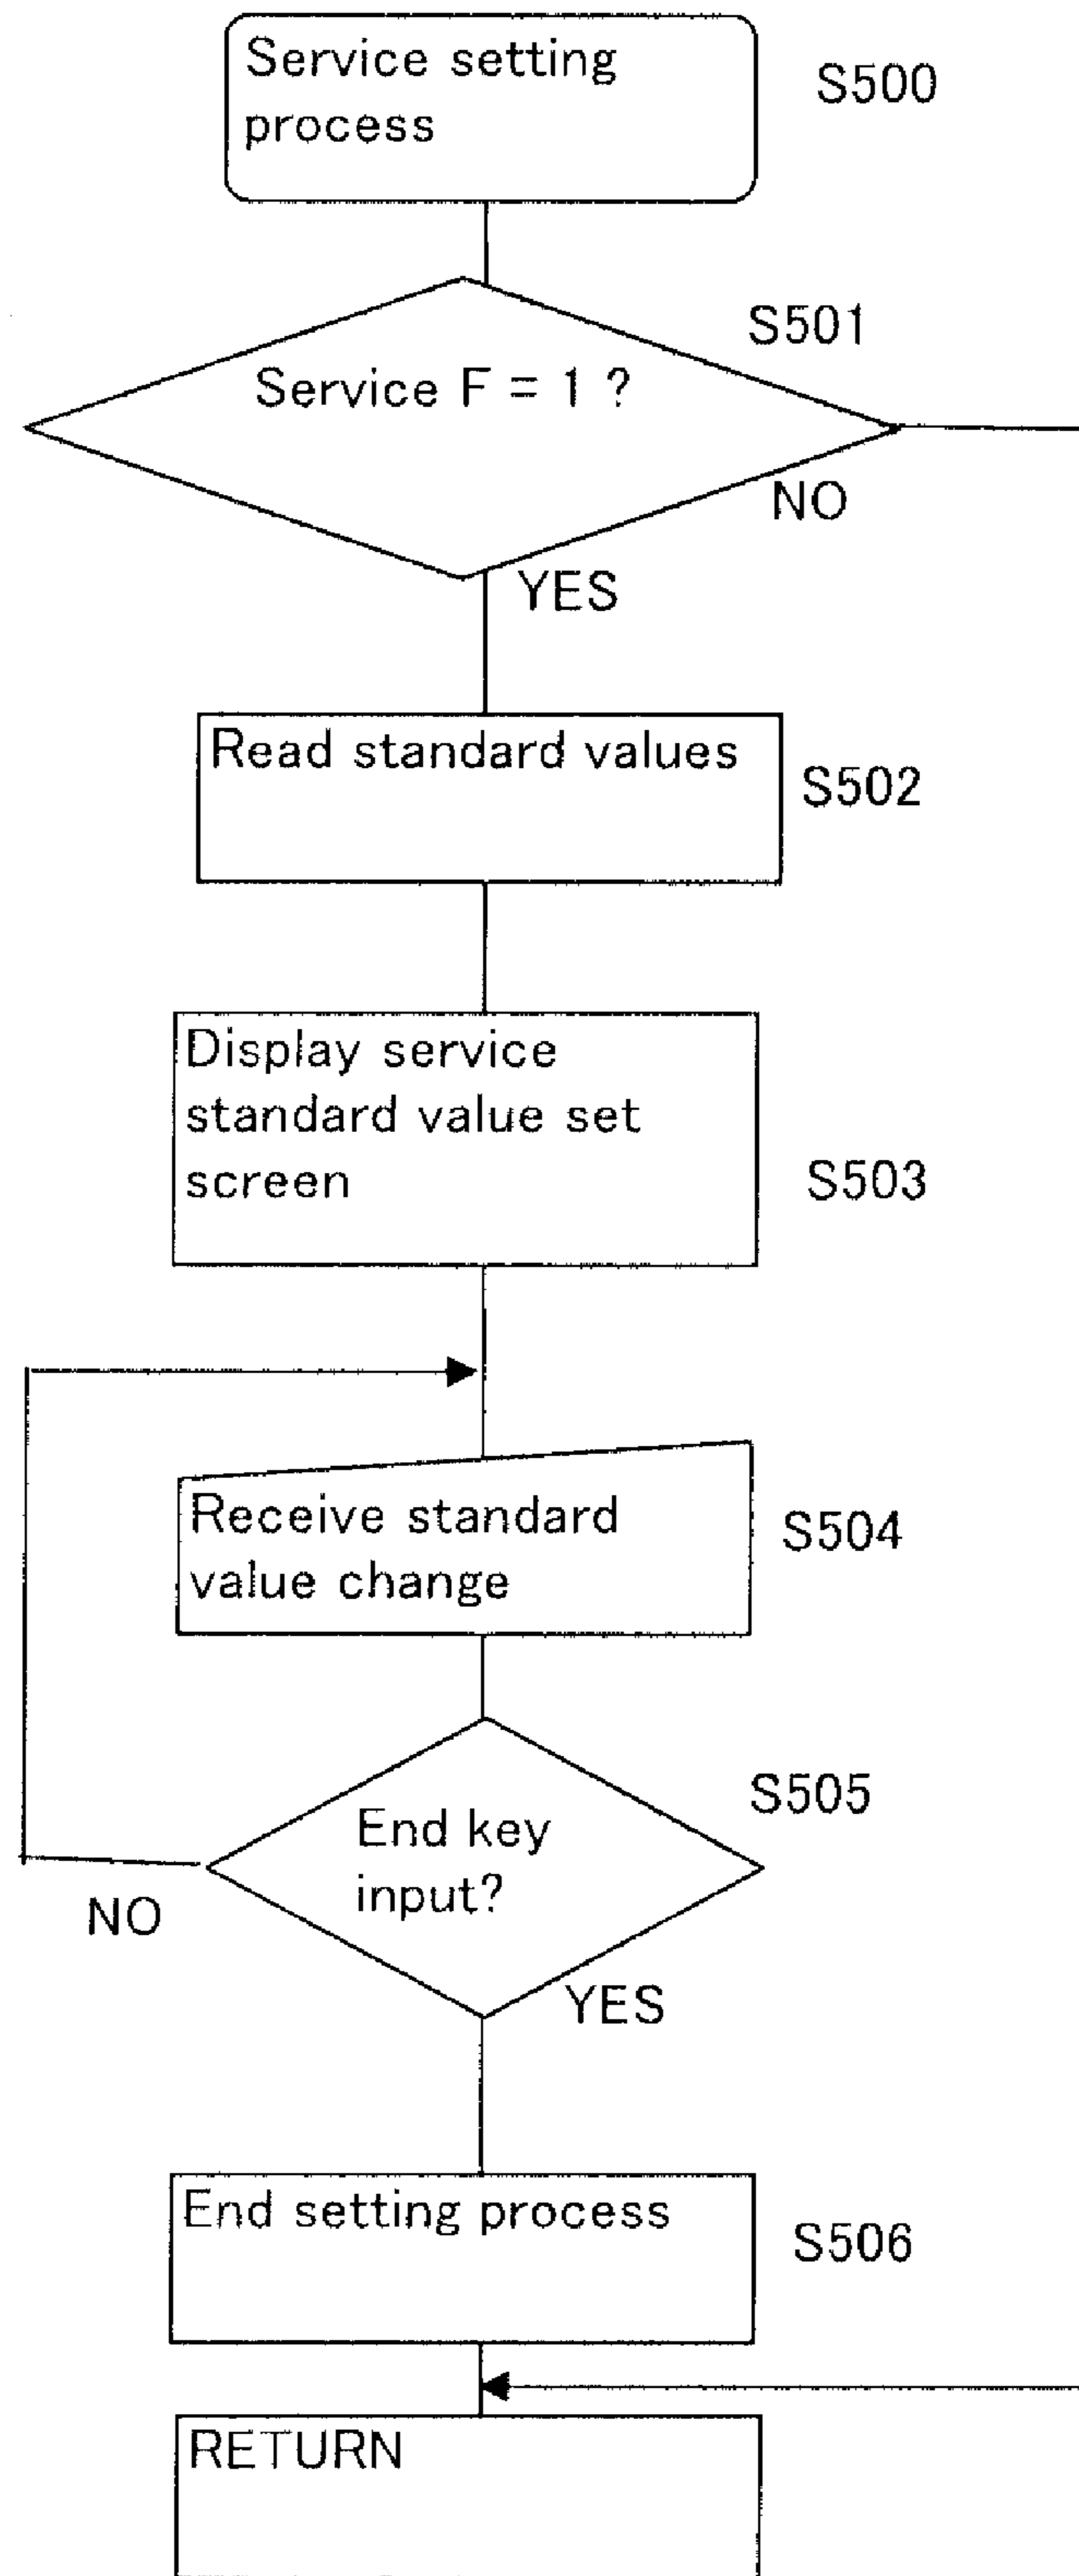 Service setting
process
S500
S501
Service F = 1 ?
NO
YES
Read standard values
S502
Display service
standard value set
screen
S503
Receive standard
value change
S504
S505
End key
input?
NO
YES
End setting process
S506
RETURN